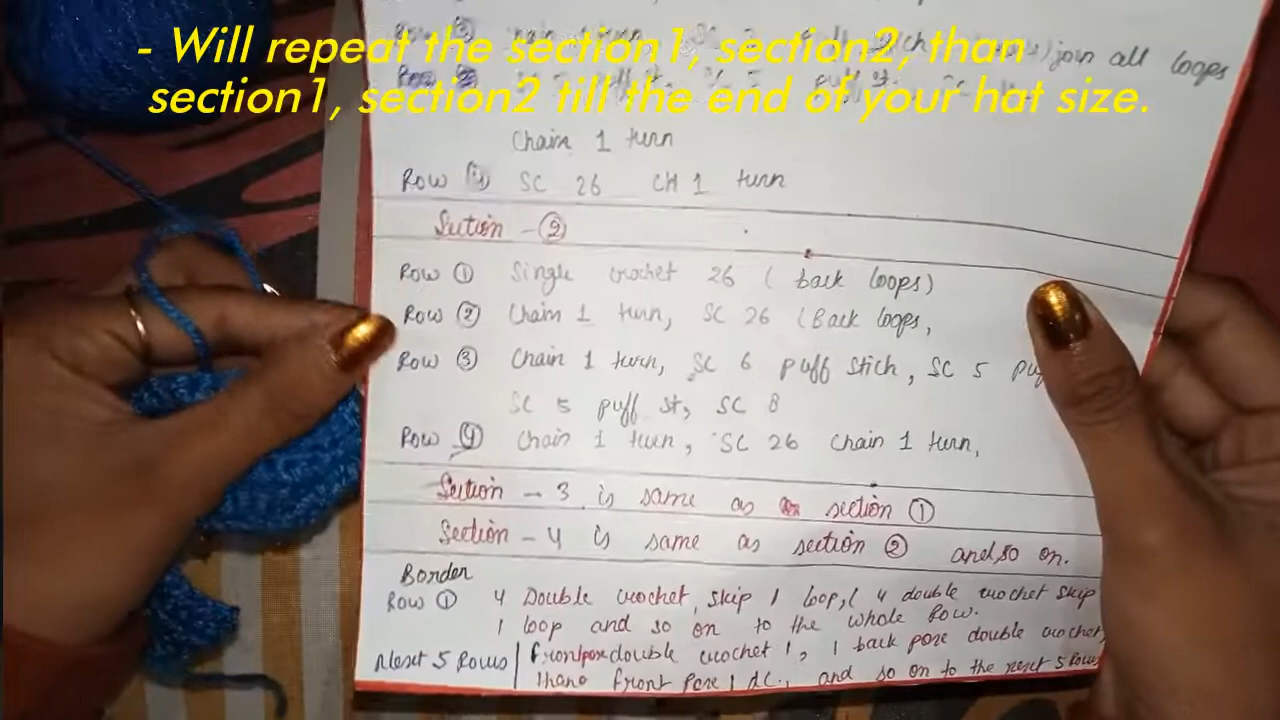 - Will repeat the section1, section2, than
section1, section2 till the end of your hat size.
join all loops
Chain 1 turn
Row SC 26 CH 1 turn
Sution - ②
Row ① Single crochet 26 ( back loops)
Row ② Chain 1 turn, SC 26 (Back loops,
Row ③ Chain 1 turn, SC 6 puff Stich, SC 5
SC 5 puff st, SC 8
Row ④ Chain 1 turn, SC 26 chain 1 turn,
Sution - 3 is same as section ①
Section - 4 is same as section ② and so on.
Border
Row ① 4 Double crochet, skip 1 loop, ( 4 double crochet skip
1 loop and so on to the whole Row.
Next 5 Rows front pore double crochet 1, 1 back pore double crochet,
thane front pore 1 dc., and so on to the next 5 Rows